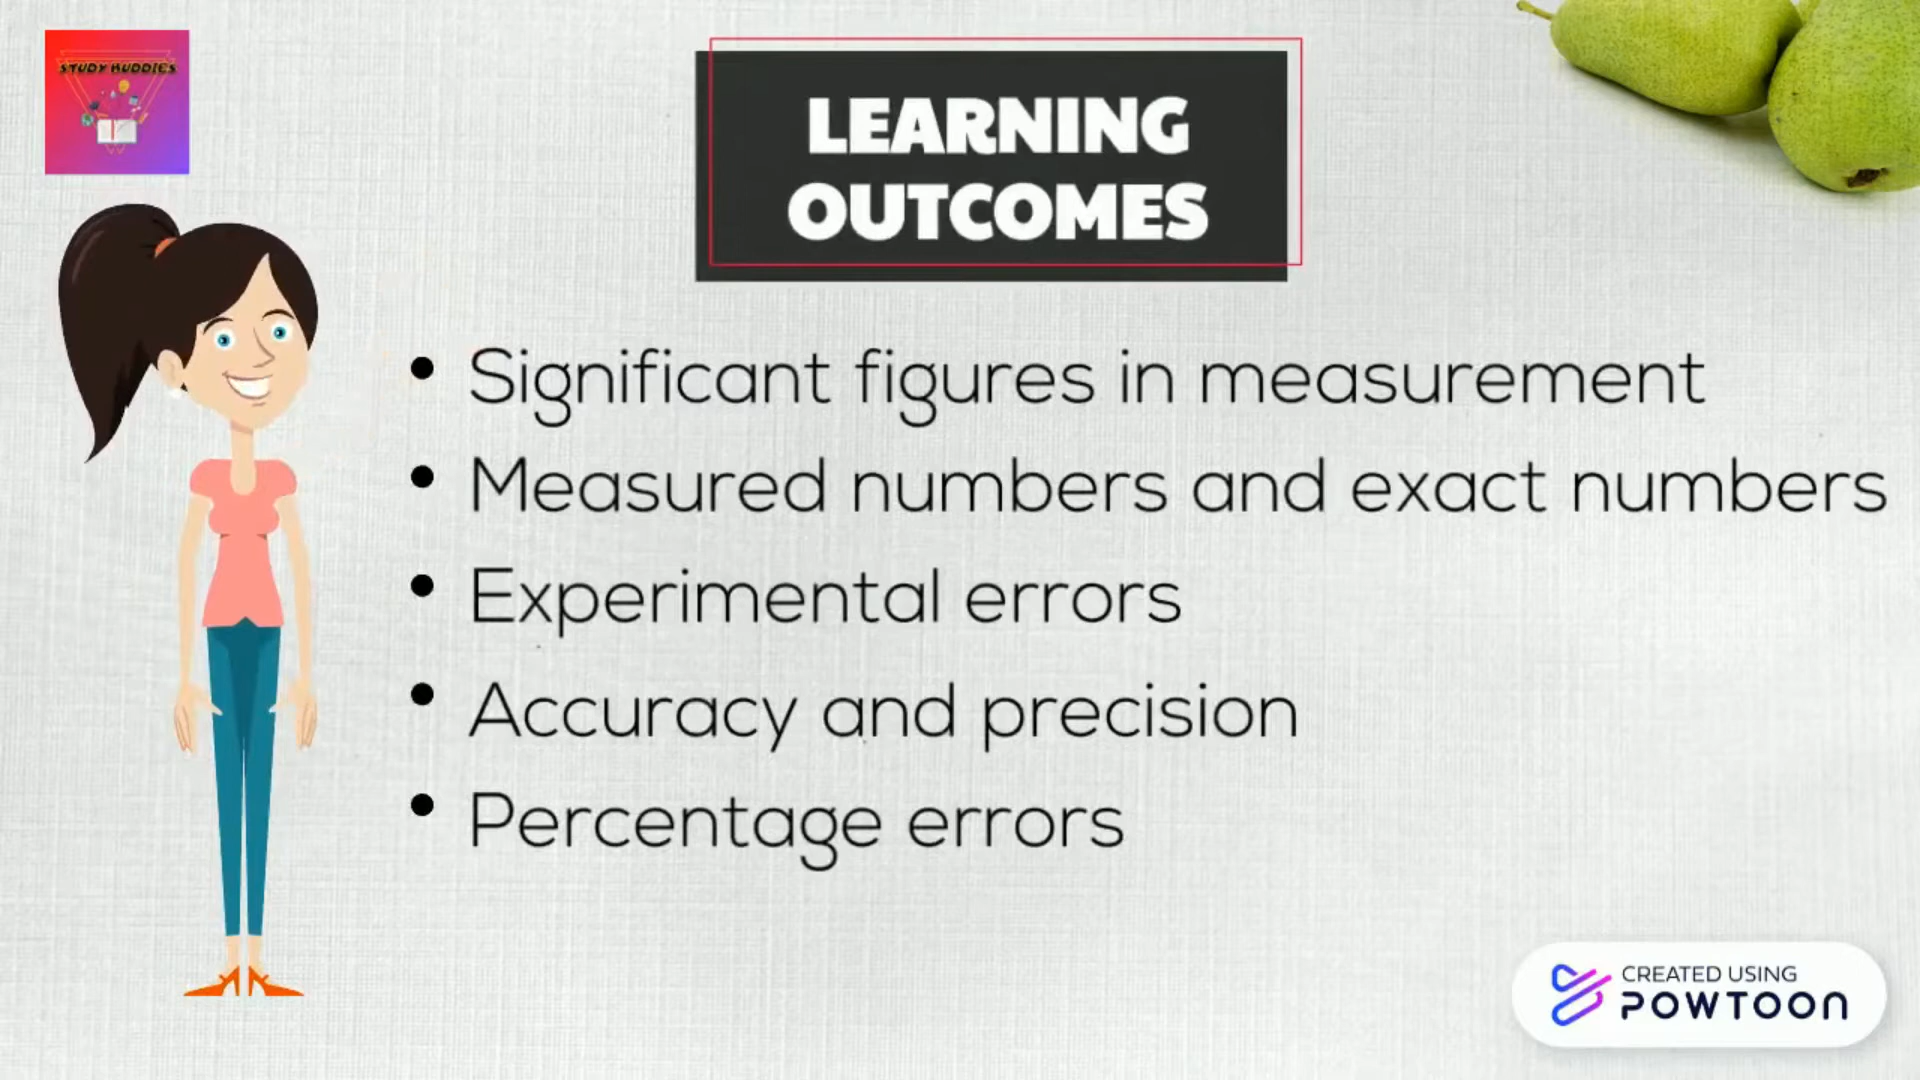 STUDY BUDDIES
LEARNING
OUTCOMES
• Significant figures in measurement
• Measured numbers and exact numbers
• Experimental errors
• Accuracy and precision
• Percentage errors
CREATED USING
POWTOON